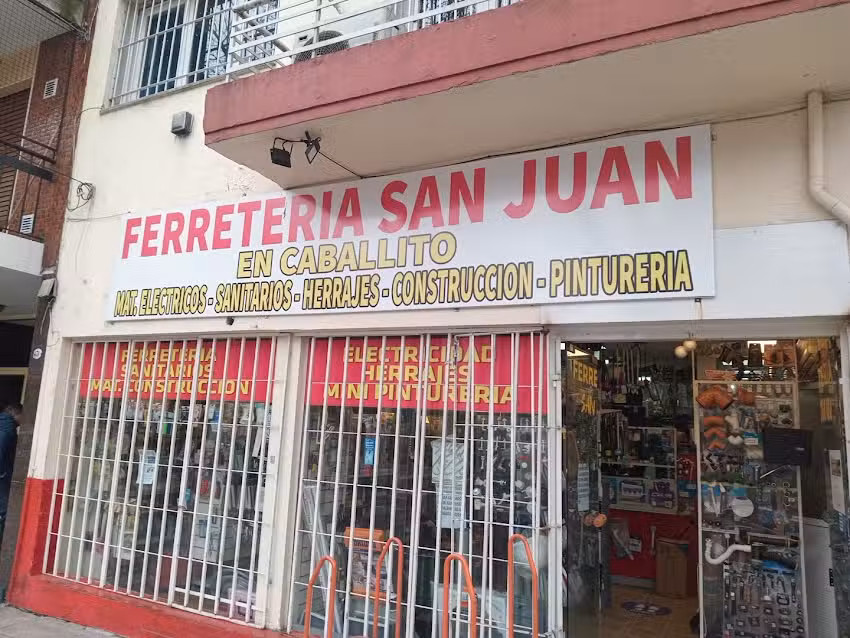 FERRETERIA SAN JUAN
EN CABALLITO
MAT. ELECTRICOS - SANITARIOS - HERRAJES - CONSTRUCCION - PINTURERIA
FERRETERIA
SANITARIOS
MAT. CONSTRUCCION
ELECTRICIDAD
HERRAJES
MINI PINTURERIA
FERRE